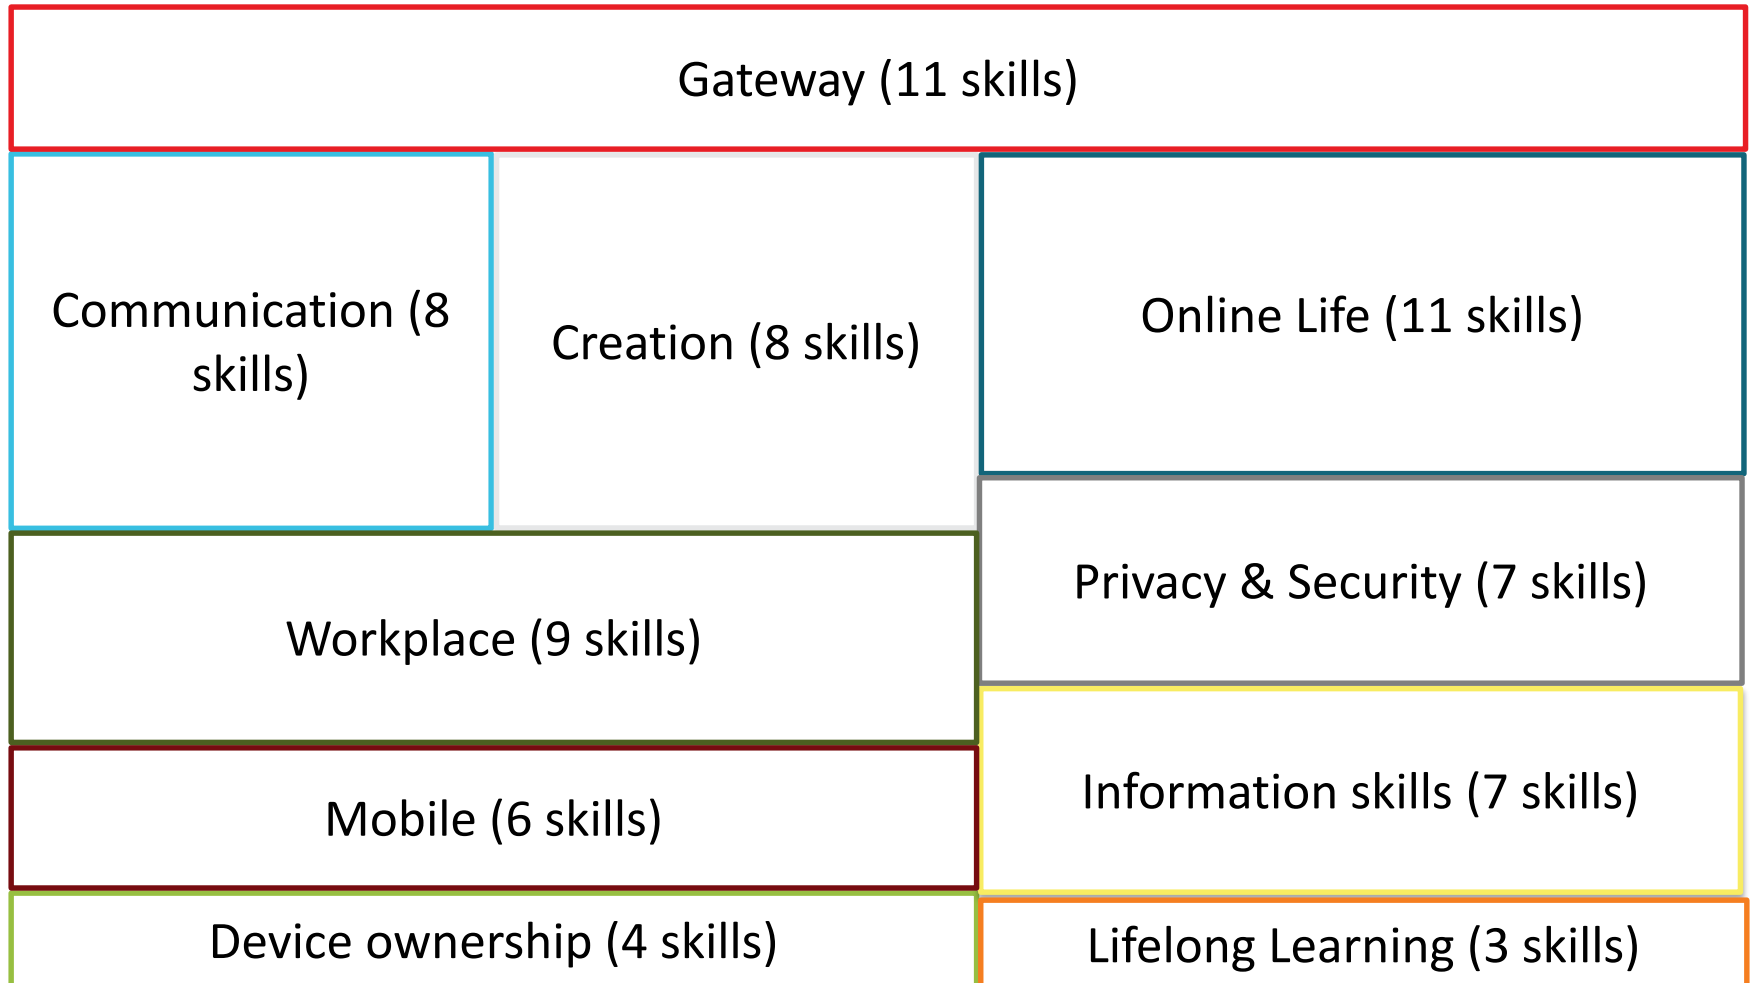 Gateway (11 skills)
Communication (8
skills)
Creation (8 skills)
Online Life (11 skills)
Privacy & Security (7 skills)
Workplace (9 skills)
Information skills (7 skills)
Mobile (6 skills)
Device ownership (4 skills)
Lifelong Learning (3 skills)